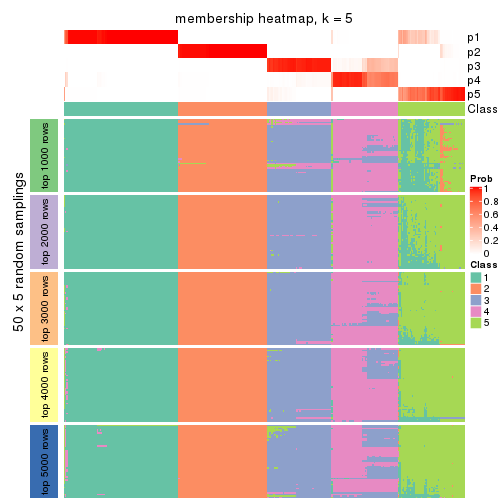 membership heatmap, k = 5
p1
p2
p3
p4
p5
Class
50 x 5 random samplings
top 1000 rows
top 2000 rows
top 3000 rows
top 4000 rows
top 5000 rows
Prob
1
0.8
0.6
0.4
0.2
0
Class
1
2
3
4
5